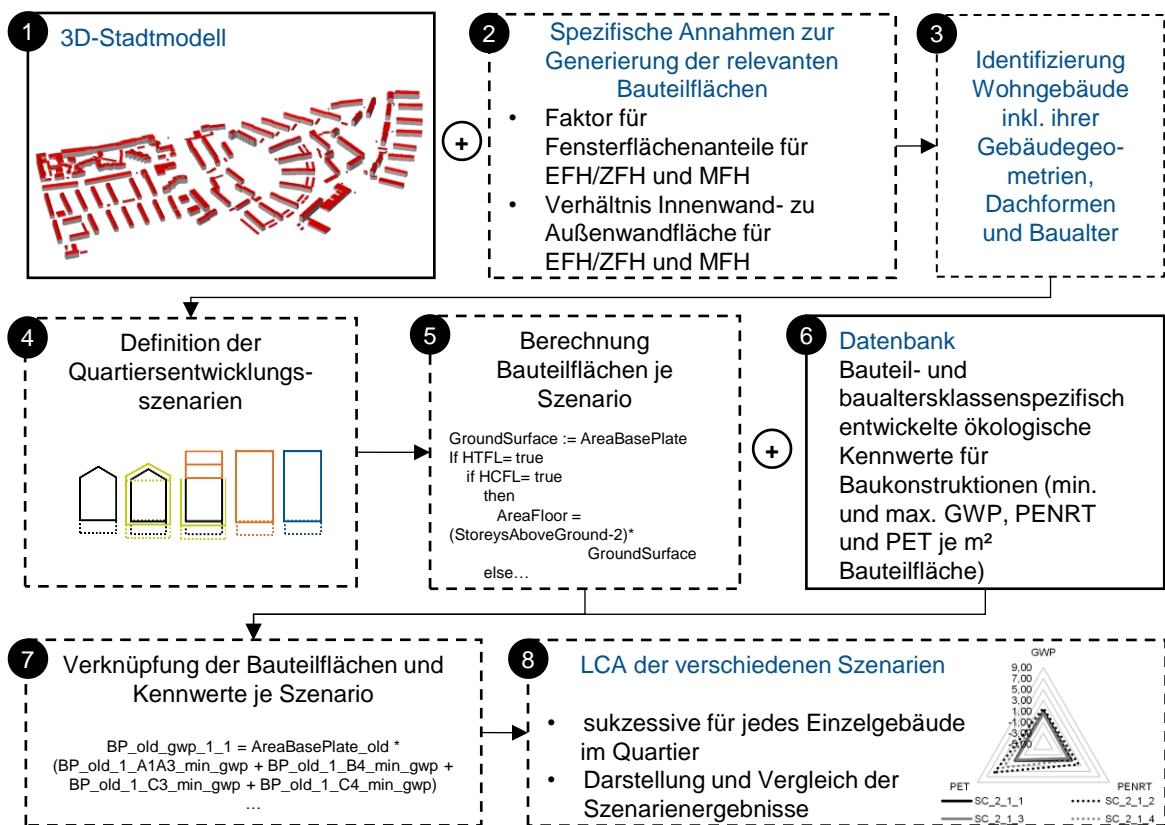 1
3D-Stadtmodell
+
2
Spezifische Annahmen zur
Generierung der relevanten
Bauteilflächen
• Faktor für
Fensterflächenanteile für
EFH/ZFH und MFH
• Verhältnis Innenwand- zu
Außenwandfläche für
EFH/ZFH und MFH
3
Identifizierung
Wohngebäude
inkl. ihrer
Gebäudegeo-
metrien,
Dachformen
und Baualter
4
Definition der
Quartiersentwicklungs-
szenarien
5
Berechnung
Bauteilflächen je
Szenario
GroundSurface := AreaBasePlate
If HTFL= true
if HCFL= true
then
AreaFloor =
(StoreysAboveGround-2)*
GroundSurface
else…
+
6
Datenbank
Bauteil- und
baualtersklassenspezifisch
entwickelte ökologische
Kennwerte für
Baukonstruktionen (min.
und max. GWP, PENRT
und PET je m²
Bauteilfläche)
7
Verknüpfung der Bauteilflächen und
Kennwerte je Szenario
BP_old_gwp_1_1 = AreaBasePlate_old *
(BP_old_1_A1A3_min_gwp + BP_old_1_B4_min_gwp +
BP_old_1_C3_min_gwp + BP_old_1_C4_min_gwp)
…
8
LCA der verschiedenen Szenarien
• sukzessive für jedes Einzelgebäude
im Quartier
• Darstellung und Vergleich der
Szenarienergebnisse
GWP
9,00
7,00
5,00
3,00
1,00
-1,00
-3,00
-5,00
PET
PENRT
SC_2_1_1
SC_2_1_2
SC_2_1_3
SC_2_1_4